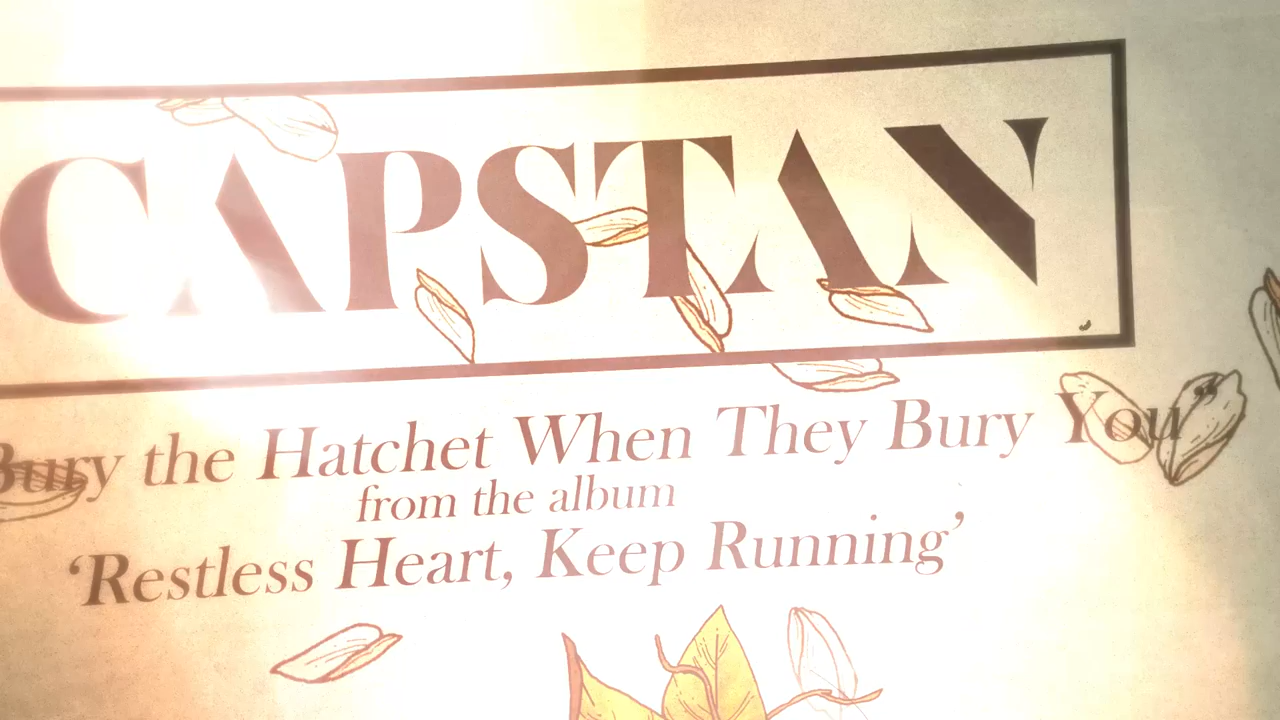 CAPSTAN
Bury the Hatchet When They Bury You
from the album
‘Restless Heart, Keep Running’